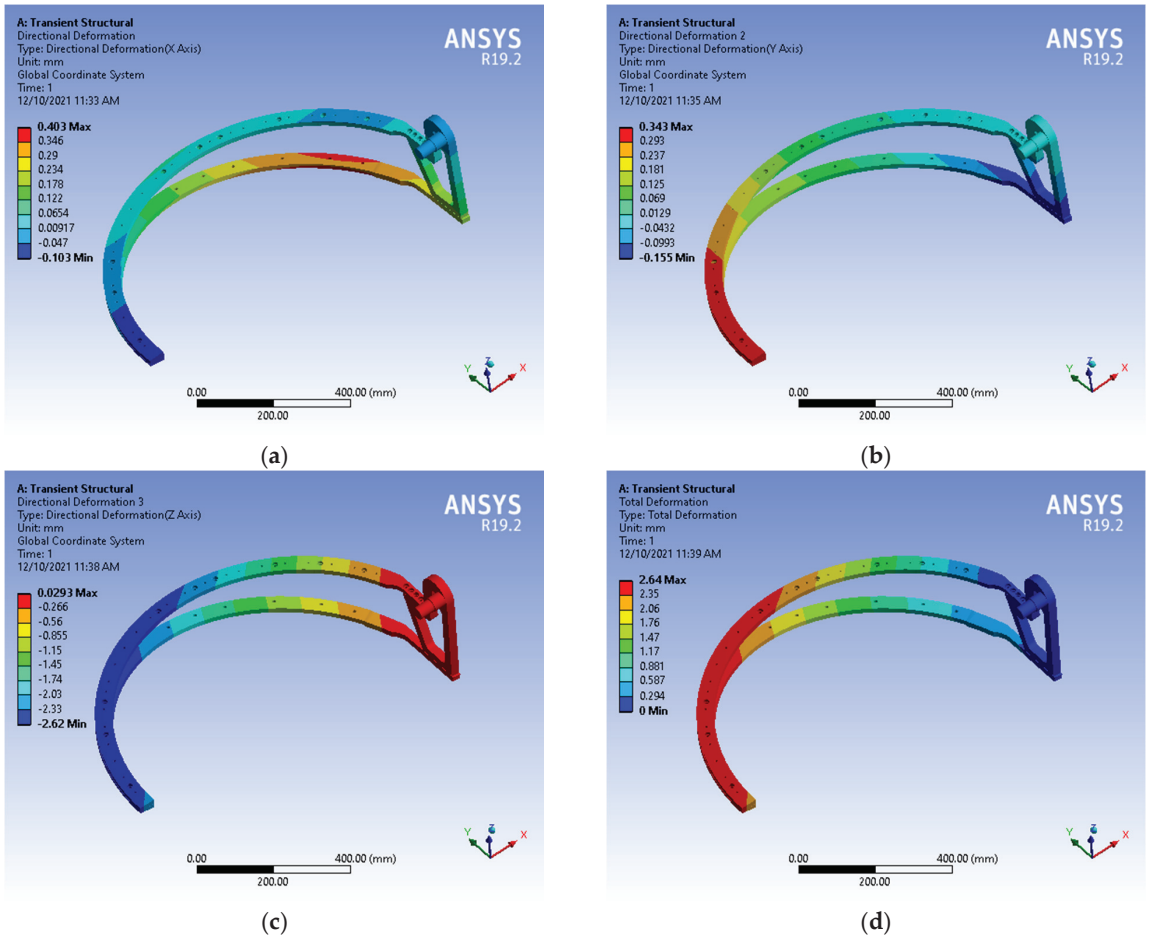 A: Transient Structural
Directional Deformation
Type: Directional Deformation(X Axis)
Unit: mm
Global Coordinate System
Time: 1
12/10/2021 11:33 AM
ANSYS
R19.2
0.403 Max
0.346
0.29
0.234
0.178
0.122
0.0654
0.00917
-0.047
-0.103 Min
Z
Y
X
0.00
400.00 (mm)
200.00
(a)
A: Transient Structural
Directional Deformation 2
Type: Directional Deformation(Y Axis)
Unit: mm
Global Coordinate System
Time: 1
12/10/2021 11:35 AM
ANSYS
R19.2
0.343 Max
0.293
0.237
0.181
0.125
0.069
0.0129
-0.0432
-0.0993
-0.155 Min
Z
Y
X
0.00
400.00 (mm)
200.00
(b)
A: Transient Structural
Directional Deformation 3
Type: Directional Deformation(Z Axis)
Unit: mm
Global Coordinate System
Time: 1
12/10/2021 11:38 AM
ANSYS
R19.2
0.0293 Max
-0.266
-0.56
-0.855
-1.15
-1.45
-1.74
-2.03
-2.33
-2.62 Min
Z
Y
X
0.00
400.00 (mm)
200.00
(c)
A: Transient Structural
Total Deformation
Type: Total Deformation
Unit: mm
Time: 1
12/10/2021 11:39 AM
ANSYS
R19.2
2.64 Max
2.35
2.06
1.76
1.47
1.17
0.881
0.587
0.294
0 Min
Z
Y
X
0.00
400.00 (mm)
200.00
(d)